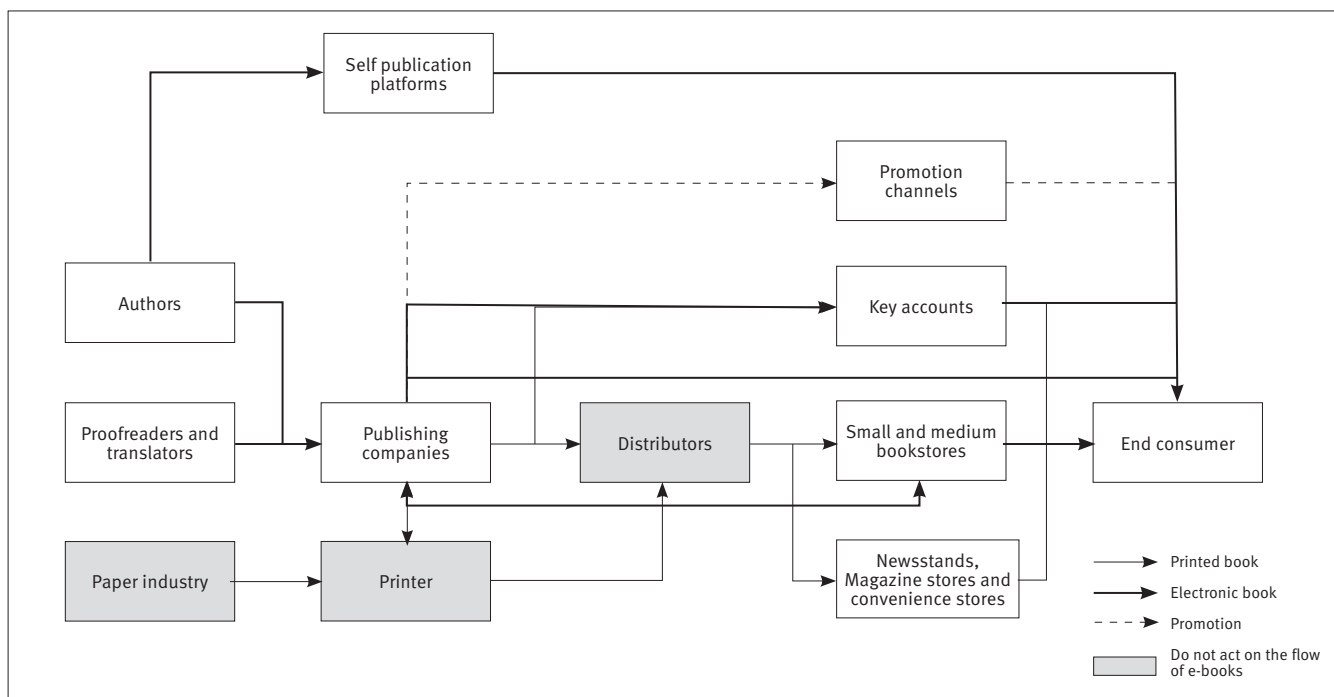 Self publication
platforms
Promotion
channels
Authors
Key accounts
Proofreaders and
translators
Publishing
companies
Distributors
Small and medium
bookstores
End consumer
Paper industry
Printer
Newsstands,
Magazine stores and
convenience stores
Printed book
Electronic book
Promotion
Do not act on the flow
of e-books